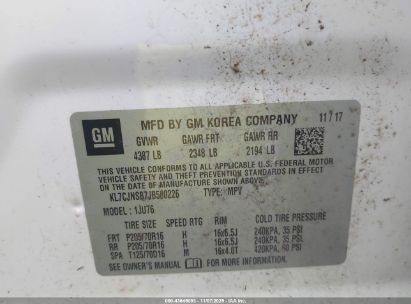 GM
MFD BY GM KOREA COMPANY
11/17
GVWR GAWR FRT GAWR RR
4387 LB 2348 LB 2194 LB
THIS VEHICLE CONFORMS TO ALL APPLICABLE U.S. FEDERAL MOTOR
VEHICLE SAFETY AND THEFT PREVENTION STANDARDS IN EFFECT ON THE
DATE OF MANUFACTURE SHOWN ABOVE.
KL7CJNSB7JB580226 TYPE: MPV
MODEL: 1JU76
TIRE SIZE SPEED RTG RIM COLD TIRE PRESSURE
FRT P205/70R16 H 16x6.5J 240KPA, 35 PSI
RR P205/70R16 H 16x6.5J 240KPA, 35 PSI
SPA T125/70D16 M 16x4.0T 420KPA, 60 PSI
SEE OWNER'S MANUAL FOR MORE INFORMATION